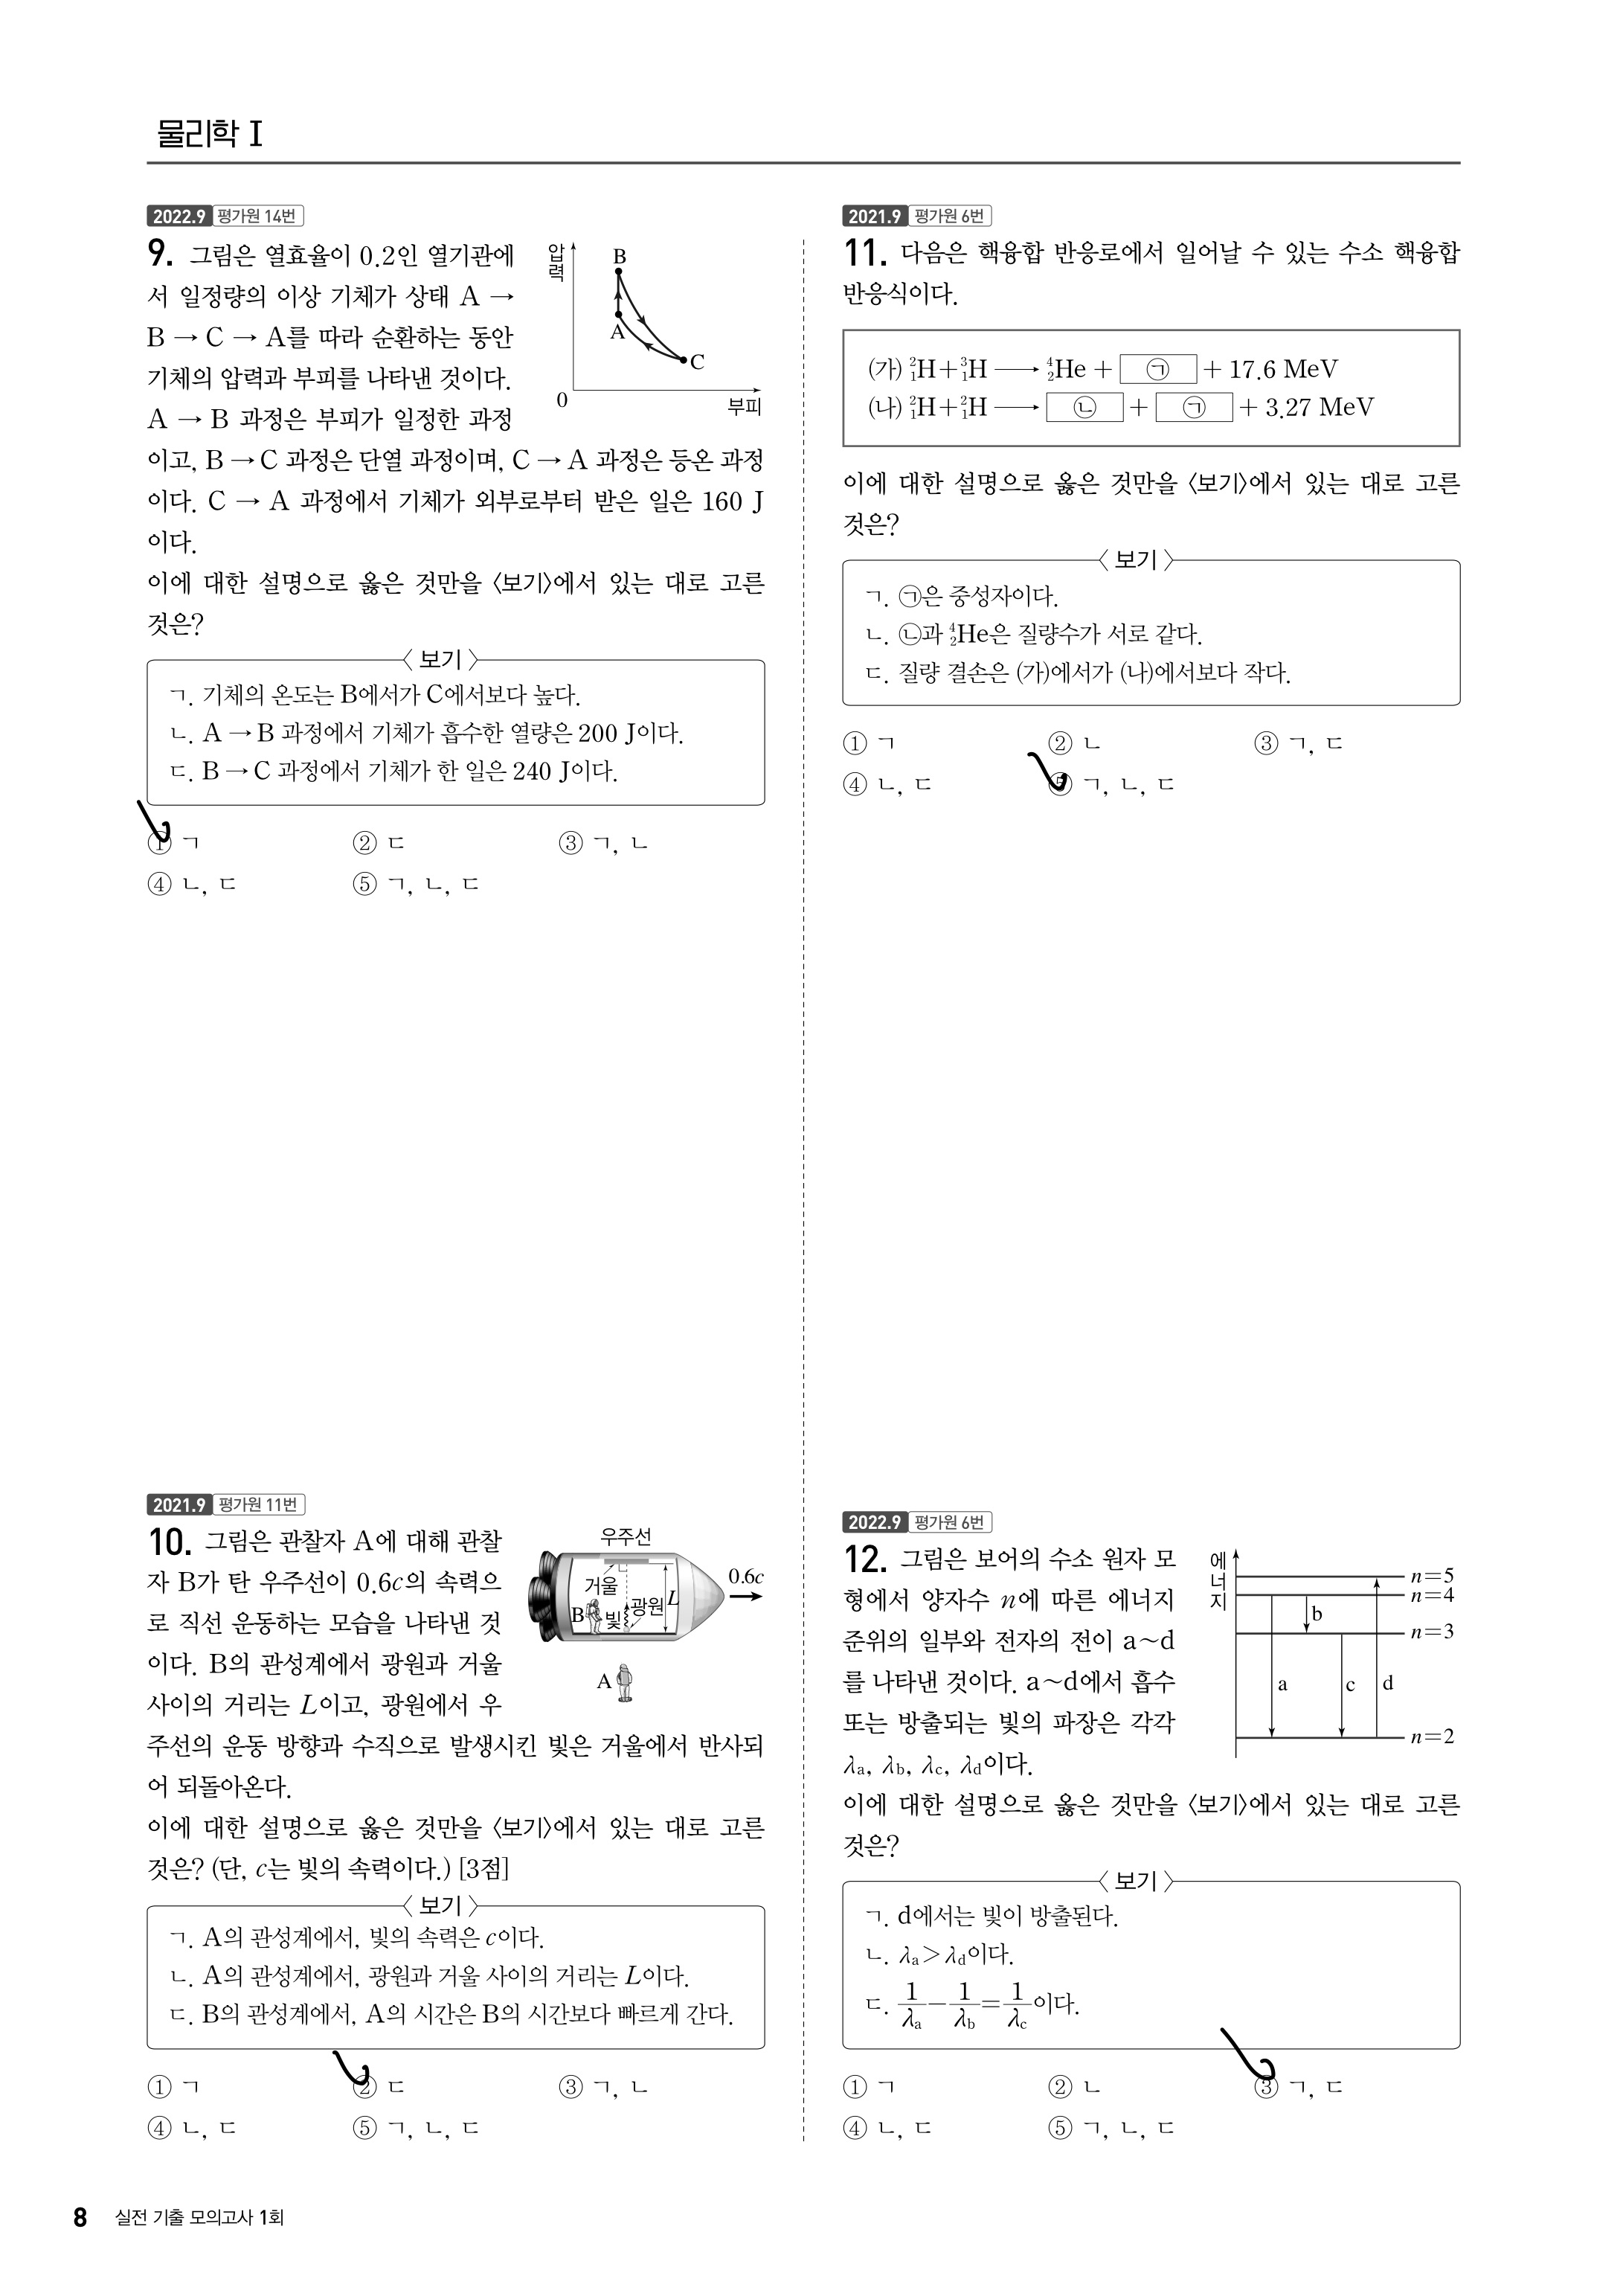 물리학 Ⅰ
2022.9 평가원 14번
9. 그림은 열효율이 0.2인 열기관에
서 일정량의 이상 기체가 상태 A →
B → C → A를 따라 순환하는 동안
기체의 압력과 부피를 나타낸 것이다.
A → B 과정은 부피가 일정한 과정
이고, B → C 과정은 단열 과정이며, C → A 과정은 등온 과정
이다. C → A 과정에서 기체가 외부로부터 받은 일은 160 J
이다.
압력
B
A
C
0
부피
이에 대한 설명으로 옳은 것만을 〈보기〉에서 있는 대로 고른
것은?
〈보기〉
ㄱ. 기체의 온도는 B에서가 C에서보다 높다.
ㄴ. A → B 과정에서 기체가 흡수한 열량은 200 J이다.
ㄷ. B → C 과정에서 기체가 한 일은 240 J이다.
① ㄱ ② ㄷ ③ ㄱ, ㄴ
④ ㄴ, ㄷ ⑤ ㄱ, ㄴ, ㄷ
2021.9 평가원 11번
10. 그림은 관찰자 A에 대해 관찰
자 B가 탄 우주선이 0.6c의 속력으
로 직선 운동하는 모습을 나타낸 것
이다. B의 관성계에서 광원과 거울
사이의 거리는 L이고, 광원에서 우
주선의 운동 방향과 수직으로 발생시킨 빛은 거울에서 반사되
어 되돌아온다.
우주선
거울
0.6c
B
빛
광원
L
A
이에 대한 설명으로 옳은 것만을 〈보기〉에서 있는 대로 고른
것은? (단, c는 빛의 속력이다.) [3점]
〈보기〉
ㄱ. A의 관성계에서, 빛의 속력은 c이다.
ㄴ. A의 관성계에서, 광원과 거울 사이의 거리는 L이다.
ㄷ. B의 관성계에서, A의 시간은 B의 시간보다 빠르게 간다.
① ㄱ ② ㄷ ③ ㄱ, ㄴ
④ ㄴ, ㄷ ⑤ ㄱ, ㄴ, ㄷ
2021.9 평가원 6번
11. 다음은 핵융합 반응로에서 일어날 수 있는 수소 핵융합
반응식이다.
(가) ²₁H + ³₁H ⟶ ⁴₂He + ㉠ + 17.6 MeV
(나) ²₁H + ²₁H ⟶ ㉡ + ㉠ + 3.27 MeV
이에 대한 설명으로 옳은 것만을 〈보기〉에서 있는 대로 고른
것은?
〈보기〉
ㄱ. ㉠은 중성자이다.
ㄴ. ㉡과 ⁴₂He은 질량수가 서로 같다.
ㄷ. 질량 결손은 (가)에서가 (나)에서보다 작다.
① ㄱ ② ㄴ ③ ㄱ, ㄷ
④ ㄴ, ㄷ ⑤ ㄱ, ㄴ, ㄷ
2022.9 평가원 6번
12. 그림은 보어의 수소 원자 모
형에서 양자수 n에 따른 에너지
준위의 일부와 전자의 전이 a~d
를 나타낸 것이다. a~d에서 흡수
또는 방출되는 빛의 파장은 각각
λa, λb, λc, λd이다.
에너지
n=5
n=4
n=3
n=2
a
b
c
d
이에 대한 설명으로 옳은 것만을 〈보기〉에서 있는 대로 고른
것은?
〈보기〉
ㄱ. d에서는 빛이 방출된다.
ㄴ. λa > λd이다.
ㄷ. 1/λa − 1/λb = 1/λc이다.
① ㄱ ② ㄴ ③ ㄱ, ㄷ
④ ㄴ, ㄷ ⑤ ㄱ, ㄴ, ㄷ
8 실전 기출 모의고사 1회